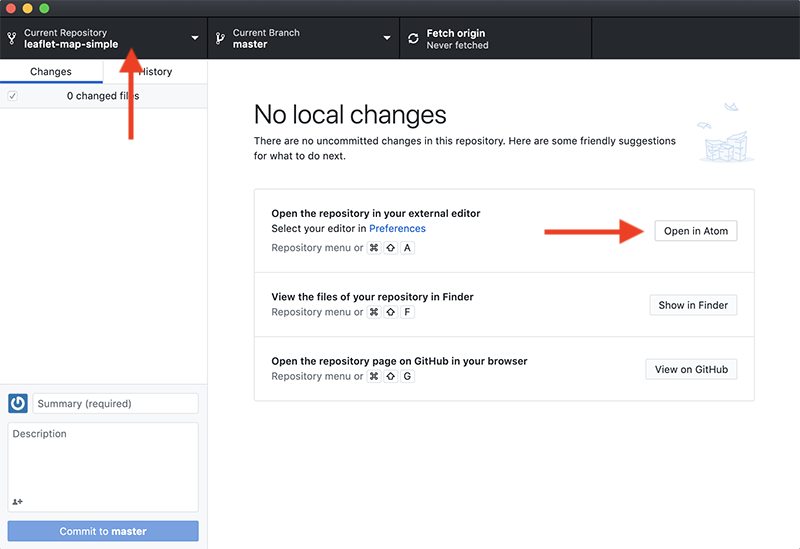 Current Repository
leaflet-map-simple
Current Branch
master
Fetch origin
Never fetched
Changes
History
0 changed files
No local changes
There are no uncommitted changes in this repository. Here are some friendly suggestions
for what to do next.
Open the repository in your external editor
Select your editor in Preferences
Repository menu or ⌘ ⇧ A
Open in Atom
View the files of your repository in Finder
Repository menu or ⌘ ⇧ F
Show in Finder
Open the repository page on GitHub in your browser
Repository menu or ⌘ ⇧ G
View on GitHub
Summary (required)
Description
Commit to master